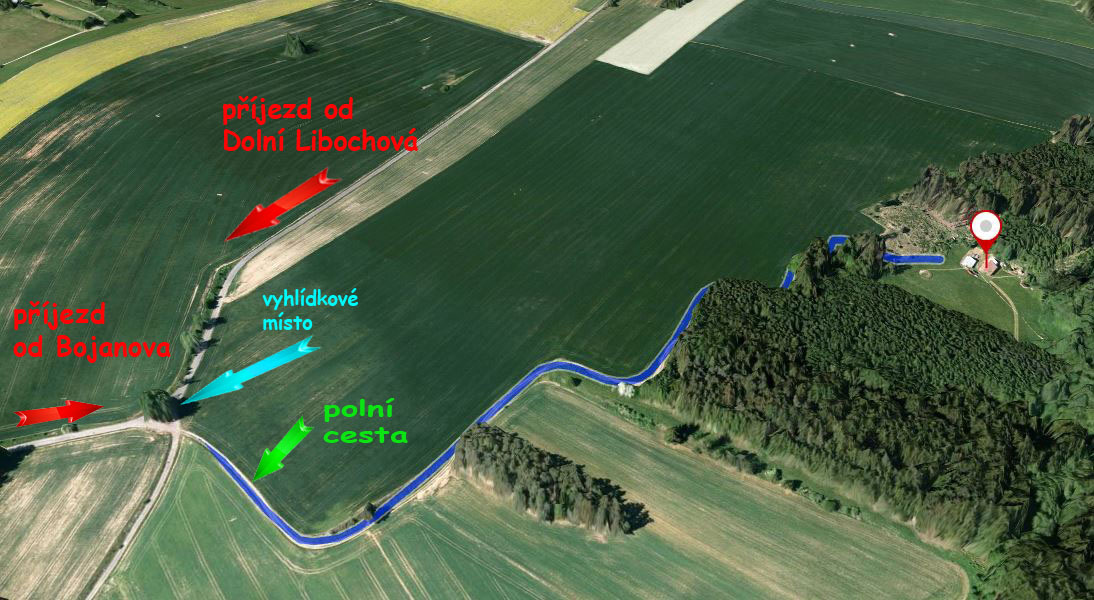 příjezd od
Dolní Libochová
vyhlídkové
místo
příjezd
od Bojanova
polní
cesta